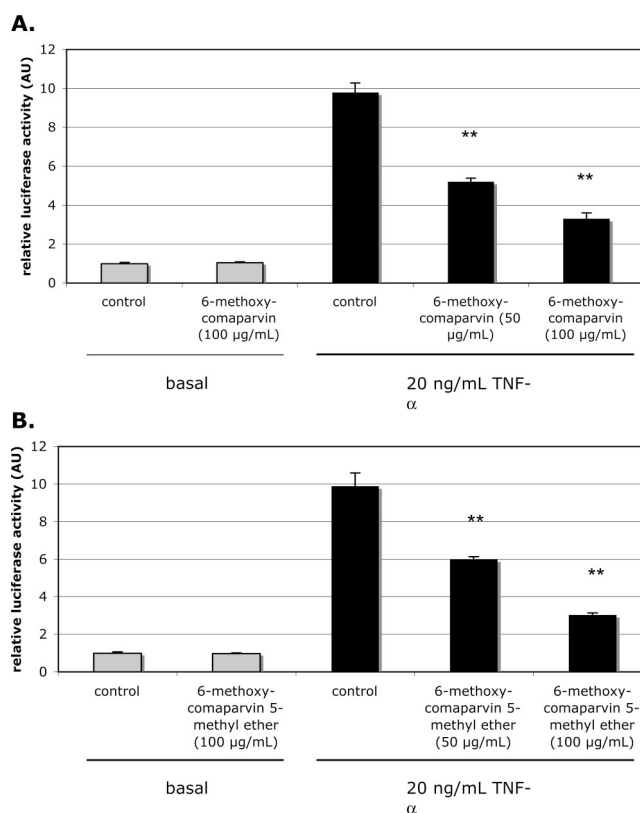 A.
relative luciferase activity (AU)
12
10
8
6
4
2
0
**
**
control
6-methoxy-
comaparvin
(100 µg/mL)
control
6-methoxy-
comaparvin (50
µg/mL)
6-methoxy-
comaparvin
(100 µg/mL)
basal
20 ng/mL TNF-
α
B.
relative luciferase activity (AU)
12
10
8
6
4
2
0
**
**
control
6-methoxy-
comaparvin 5-
methyl ether
(100 µg/mL)
control
6-methoxy-
comaparvin 5-
methyl ether
(50 µg/mL)
6-methoxy-
comaparvin 5-
methyl ether
(100 µg/mL)
basal
20 ng/mL TNF-
α